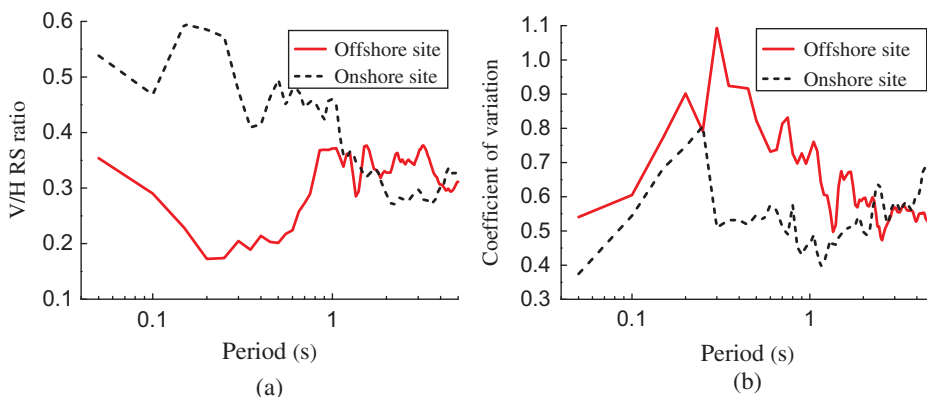 0.6
0.5
0.4
0.3
0.2
0.1
V/H RS ratio
Offshore site
Onshore site
0.1
1
Period (s)
(a)
1.1
1.0
0.9
0.8
0.7
0.6
0.5
0.4
0.3
Coefficient of variation
Offshore site
Onshore site
0.1
1
Period (s)
(b)